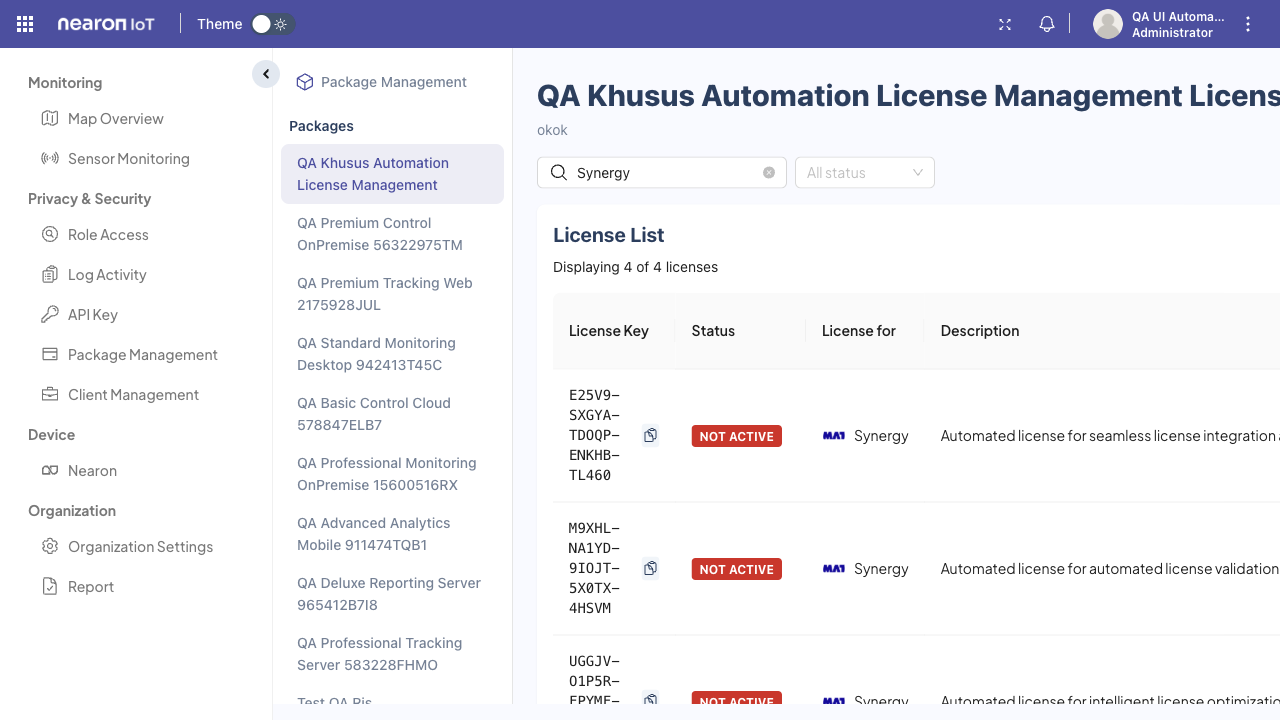 nearon IoT
Theme
QA UI Automa...
Administrator
Monitoring
Map Overview
Sensor Monitoring
Privacy & Security
Role Access
Log Activity
API Key
Package Management
Client Management
Device
Nearon
Organization
Organization Settings
Report
Package Management
Packages
QA Khusus Automation
License Management
QA Premium Control
OnPremise 56322975TM
QA Premium Tracking Web
2175928JUL
QA Standard Monitoring
Desktop 942413T45C
QA Basic Control Cloud
578847ELB7
QA Professional Monitoring
OnPremise 15600516RX
QA Advanced Analytics
Mobile 911474TQB1
QA Deluxe Reporting Server
965412B7I8
QA Professional Tracking
Server 583228FHMO
Test QA Ris
QA Khusus Automation License Management Licens
okok
Synergy
All status
License List
Displaying 4 of 4 licenses
License Key
Status
License for
Description
E25V9-
SXGYA-
TDOQP-
ENKHB-
TL460
NOT ACTIVE
MA1
Synergy
Automated license for seamless license integration a
M9XHL-
NA1YD-
9IOJT-
5X0TX-
4HSVM
NOT ACTIVE
MA1
Synergy
Automated license for automated license validation
UGGJV-
O1P5R-
NOT ACTIVE
MA1
Synergy
Automated license for intelligent license optimizatio